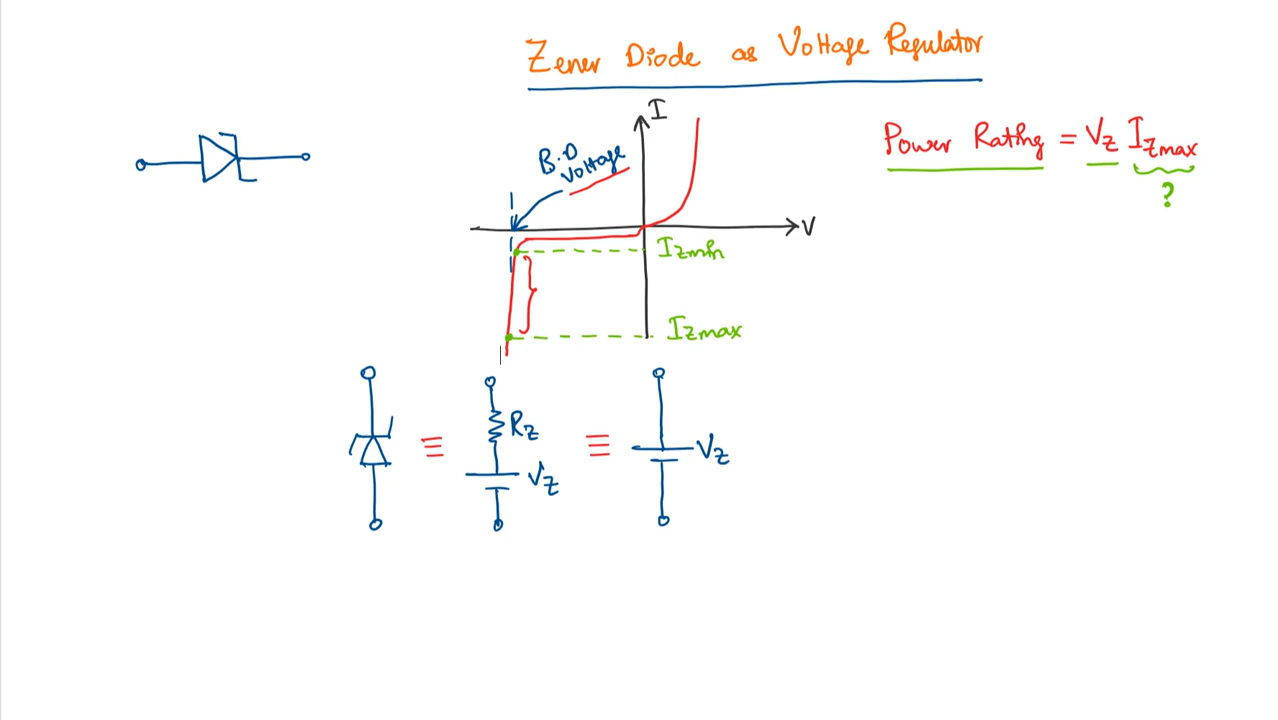 Zener Diode as Voltage Regulator
I
B.D
Voltage
Power Rating = Vz Izmax
?
V
Izmin
Izmax
Rz
Vz
Vz